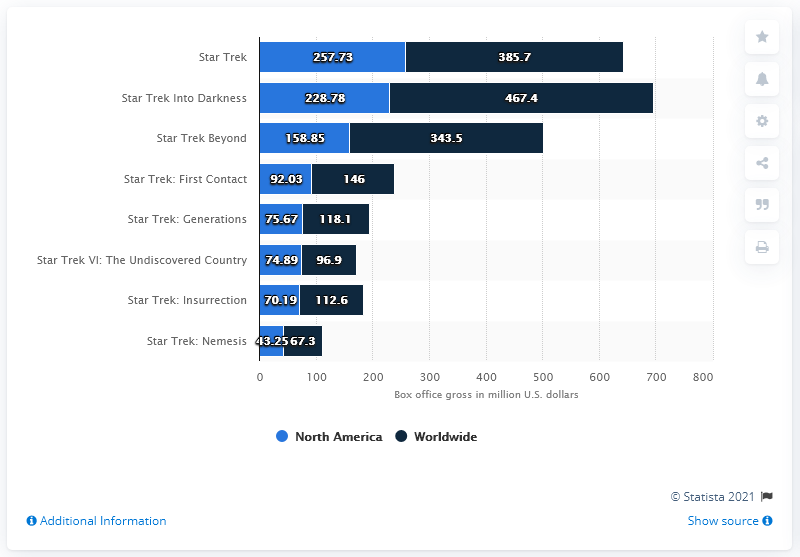 Star Trek 257.73 385.7
Star Trek Into Darkness 228.78 467.4
Star Trek Beyond 158.85 343.5
Star Trek: First Contact 92.03 146
Star Trek: Generations 75.67 118.1
Star Trek VI: The Undiscovered Country 74.89 96.9
Star Trek: Insurrection 70.19 112.6
Star Trek: Nemesis 43.25 67.3
0 100 200 300 400 500 600 700 800
Box office gross in million U.S. dollars
North America Worldwide
© Statista 2021
Additional Information Show source